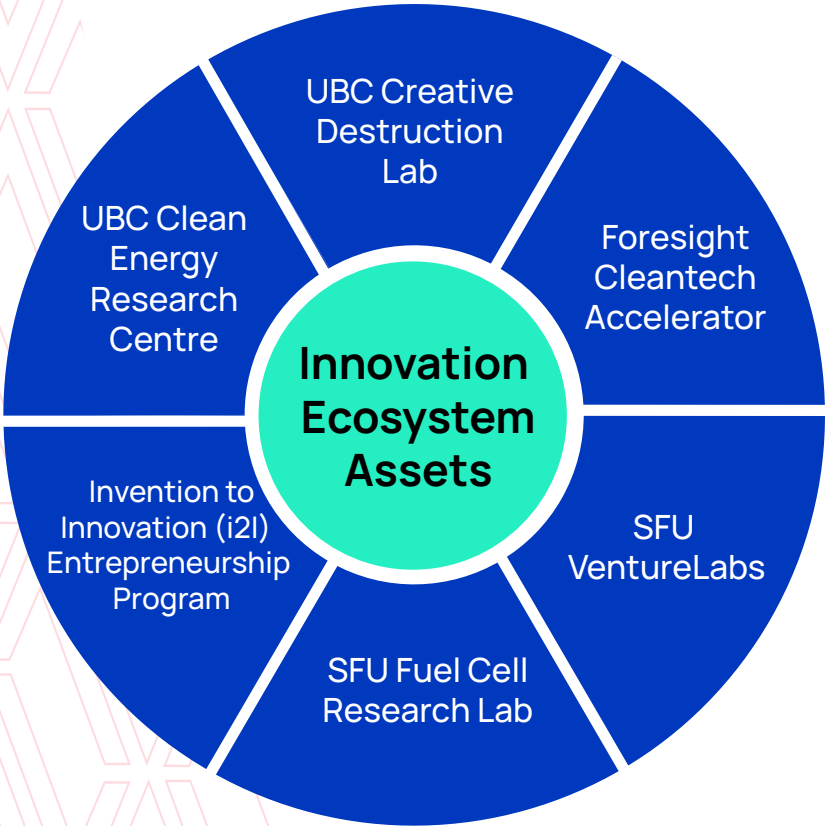 UBC Creative
Destruction
Lab
Foresight
Cleantech
Accelerator
SFU
VentureLabs
SFU Fuel Cell
Research Lab
Invention to
Innovation (i2I)
Entrepreneurship
Program
UBC Clean
Energy
Research
Centre
Innovation
Ecosystem
Assets